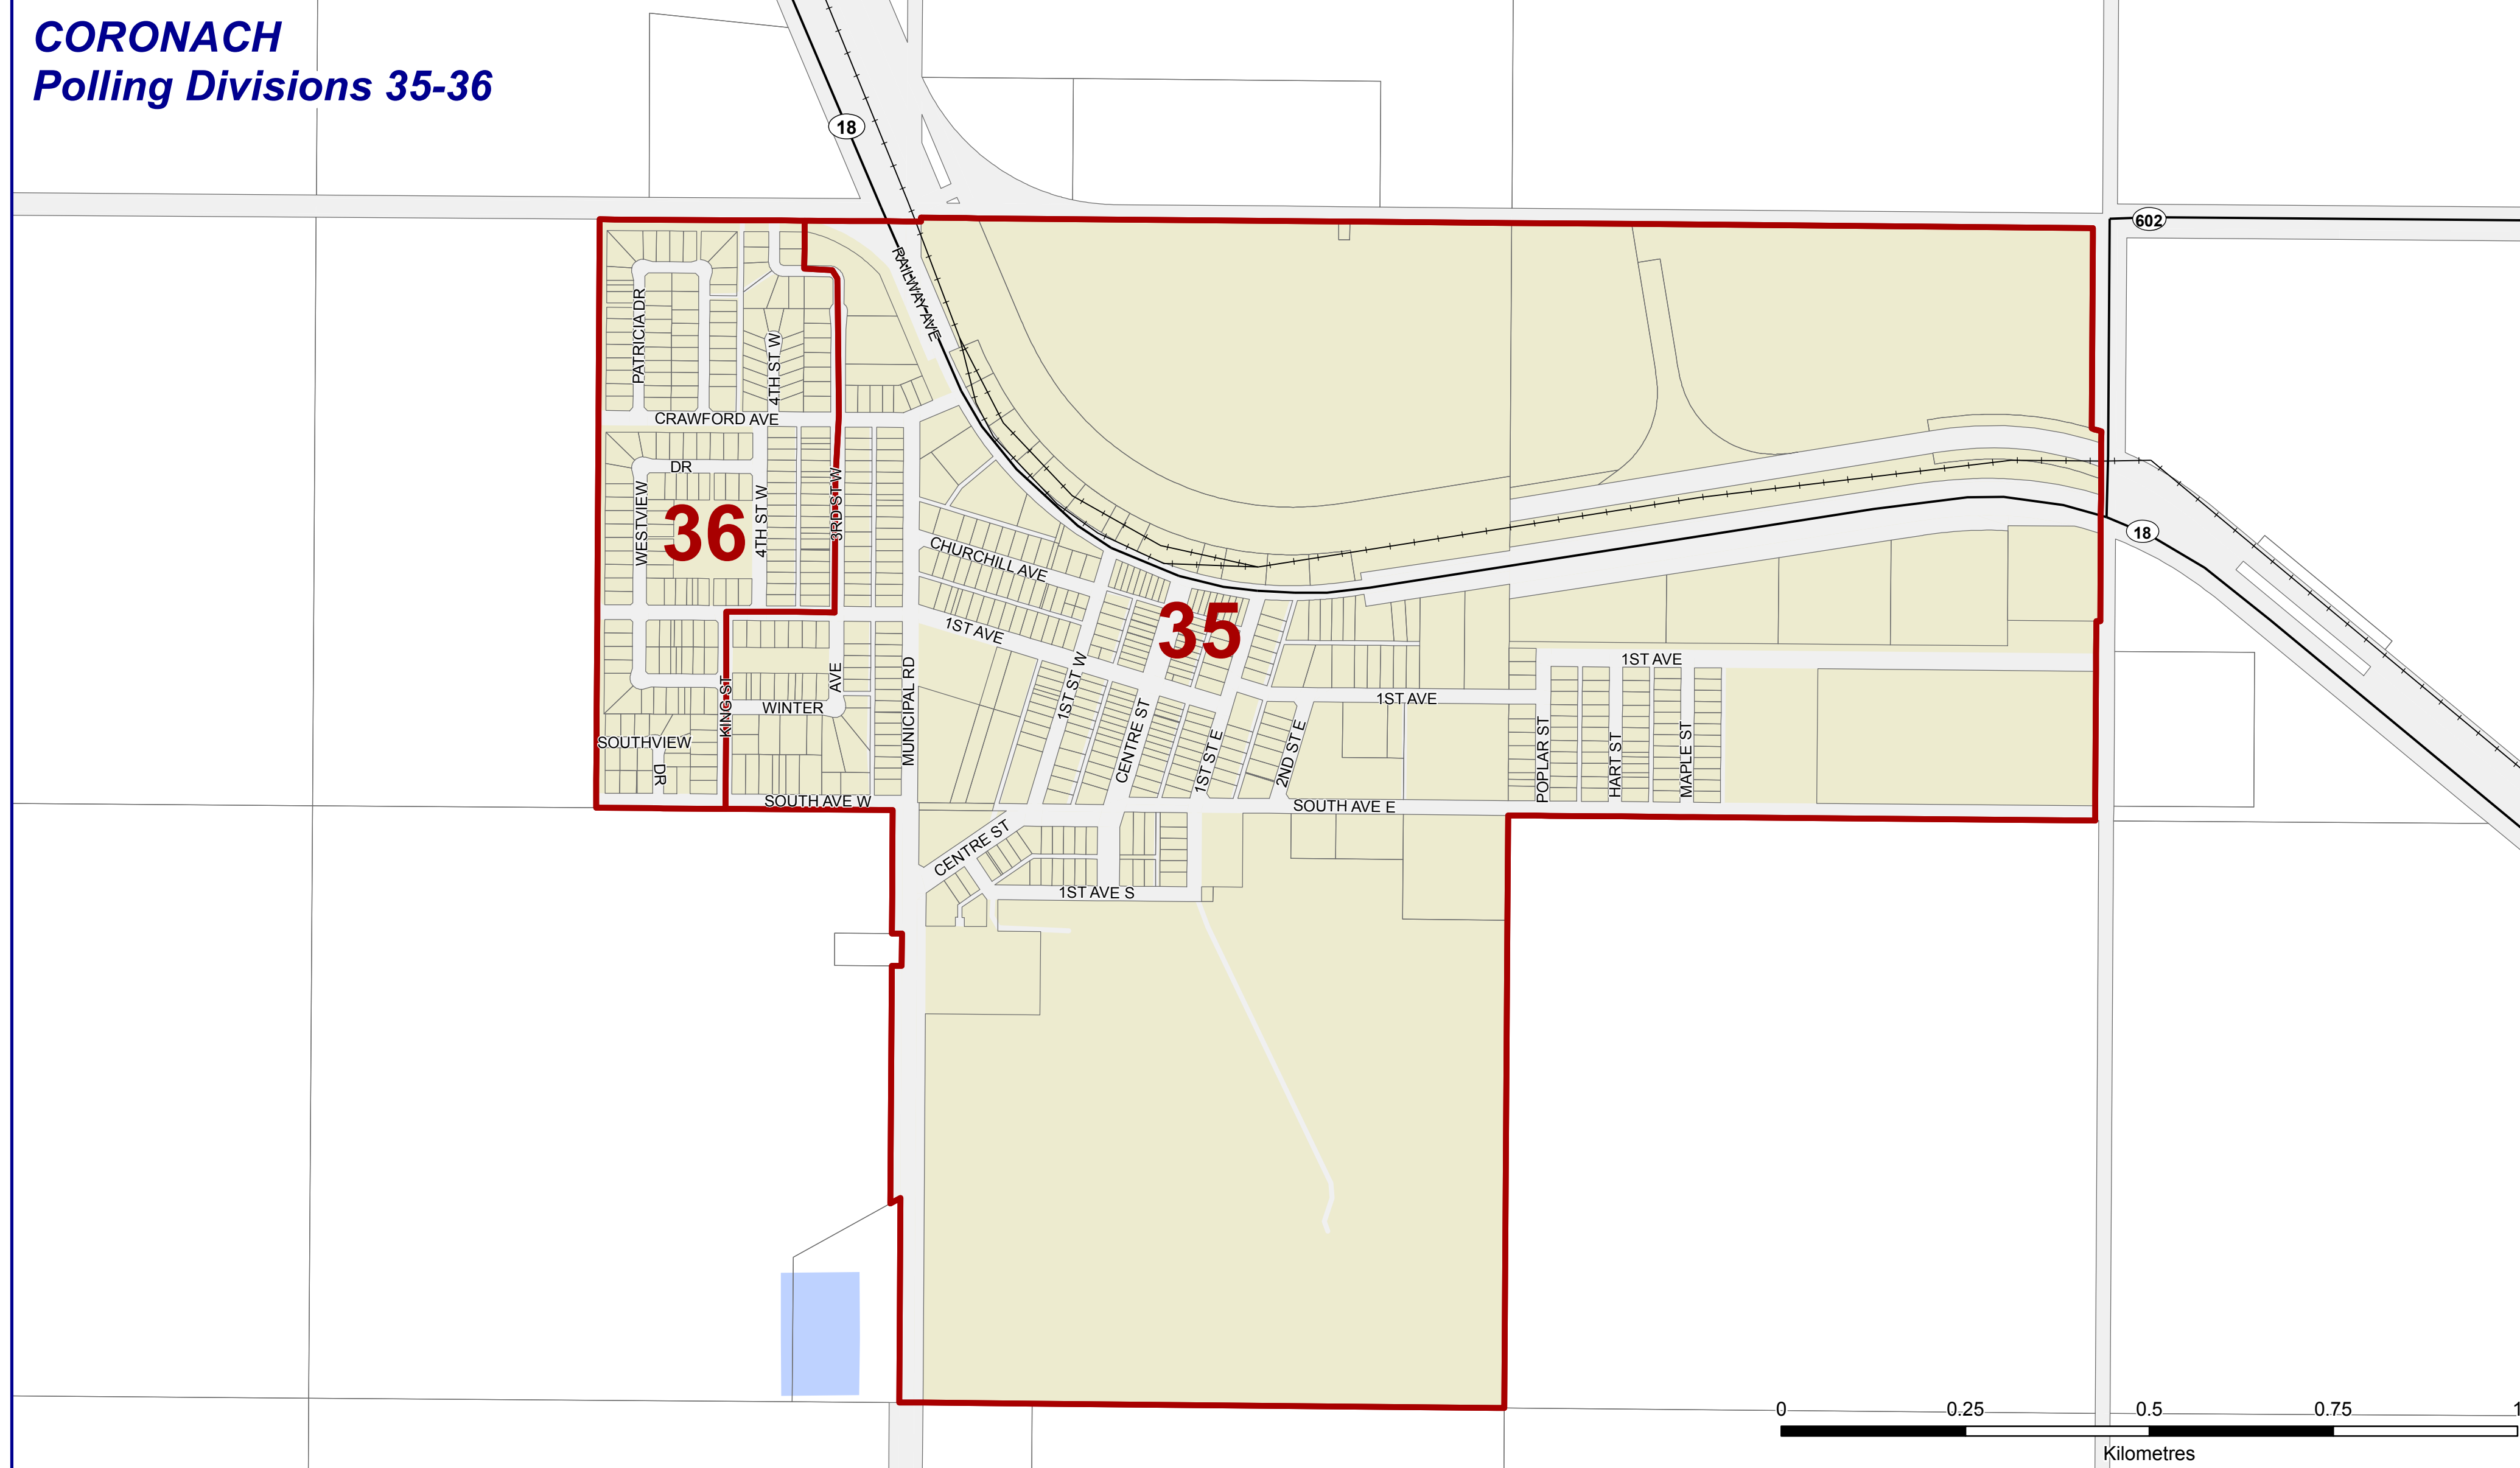 CORONACH
Polling Divisions 35-36
18
602
RAILWAY AVE
PATRICIA DR
4TH ST W
CRAWFORD AVE
DR
WESTVIEW
36
4TH ST W
3RD ST W
18
CHURCHILL AVE
35
1ST AVE
1ST AVE
AVE
MUNICIPAL RD
1ST ST W
KING ST
WINTER
1ST AVE
CENTRE ST
SOUTHVIEW
DR
1ST ST E
2ND ST E
POPLAR ST
HART ST
MAPLE ST
SOUTH AVE W
SOUTH AVE E
CENTRE ST
1ST AVE S
0 0.25 0.5 0.75 1
Kilometres